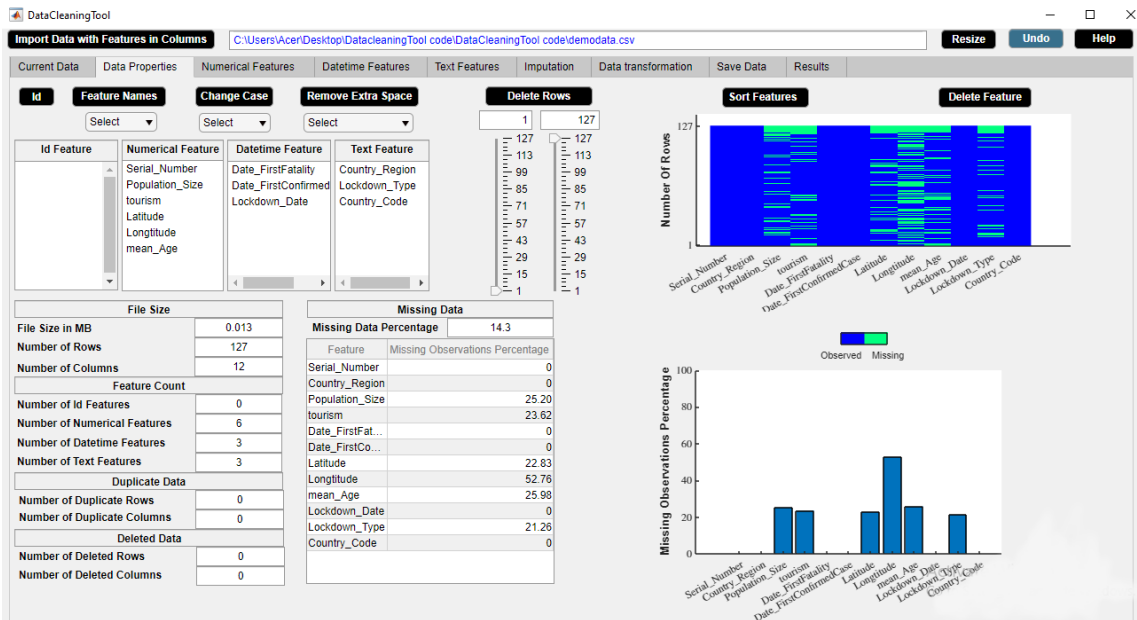 DataCleaningTool
Import Data with Features in Columns C:\Users\Acer\Desktop\DatacleaningTool code\DataCleaningTool code\demodata.csv Resize Undo Help
Current Data Data Properties Numerical Features Datetime Features Text Features Imputation Data transformation Save Data Results
Id Feature Names Change Case Remove Extra Space Delete Rows Sort Features Delete Feature
Select Select Select 1 127
Id Feature Numerical Feature Datetime Feature Text Feature
Serial_Number Date_FirstFatality Country_Region
Population_Size Date_FirstConfirmed Lockdown_Type
tourism Lockdown_Date Country_Code
Latitude
Longtitude
mean_Age
127 127
113 113
99 99
85 85
71 71
57 57
43 43
29 29
15 15
1 1
Number Of Rows
127
1
Serial_Number Country_Region Population_Size tourism Date_FirstFatality Date_FirstConfirmedCase Latitude Longtitude mean_Age Lockdown_Date Lockdown_Type Country_Code
Observed Missing
File Size
File Size in MB 0.013
Number of Rows 127
Number of Columns 12
Feature Count
Number of Id Features 0
Number of Numerical Features 6
Number of Datetime Features 3
Number of Text Features 3
Duplicate Data
Number of Duplicate Rows 0
Number of Duplicate Columns 0
Deleted Data
Number of Deleted Rows 0
Number of Deleted Columns 0
Missing Data
Missing Data Percentage 14.3
Feature Missing Observations Percentage
Serial_Number 0
Country_Region 0
Population_Size 25.20
tourism 23.62
Date_FirstFat... 0
Date_FirstCo... 0
Latitude 22.83
Longtitude 52.76
mean_Age 25.98
Lockdown_Date 0
Lockdown_Type 21.26
Country_Code 0
Missing Observations Percentage
100
80
60
40
20
0
Serial_Number Country_Region Population_Size tourism Date_FirstFatality Date_FirstConfirmedCase Latitude Longtitude mean_Age Lockdown_Date Lockdown_Type Country_Code